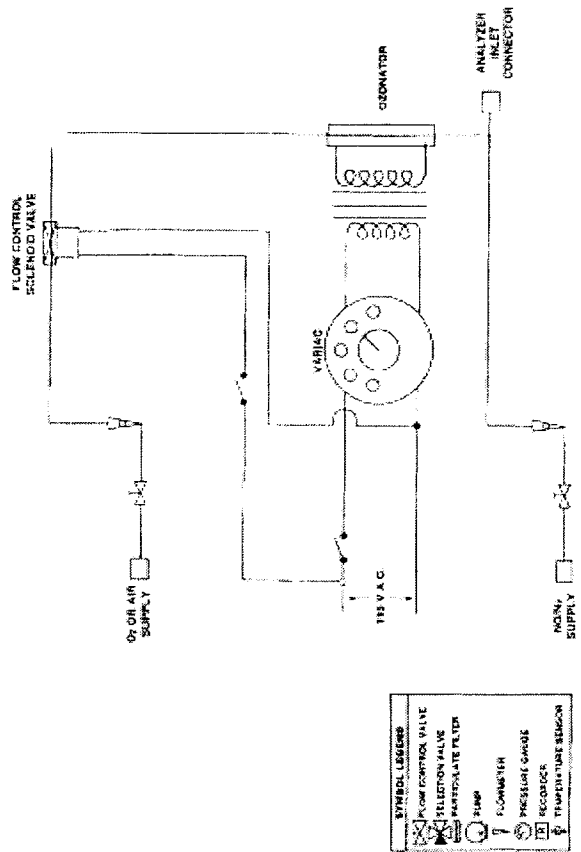 FLOW CONTROL
SOLENOID VALVE
O₂ OR AIR
SUPPLY
VARIAC
OZONATOR
ANALYZER
INLET
CONNECTOR
115 V.A.C.
NO/N₂
SUPPLY
SYMBOL LEGEND
FLOW CONTROL VALVE
SELECTION VALVE
PARTICULATE FILTER
PUMP
FLOWMETER
PRESSURE GAUGE
R
RECORDER
TEMPERATURE SENSOR